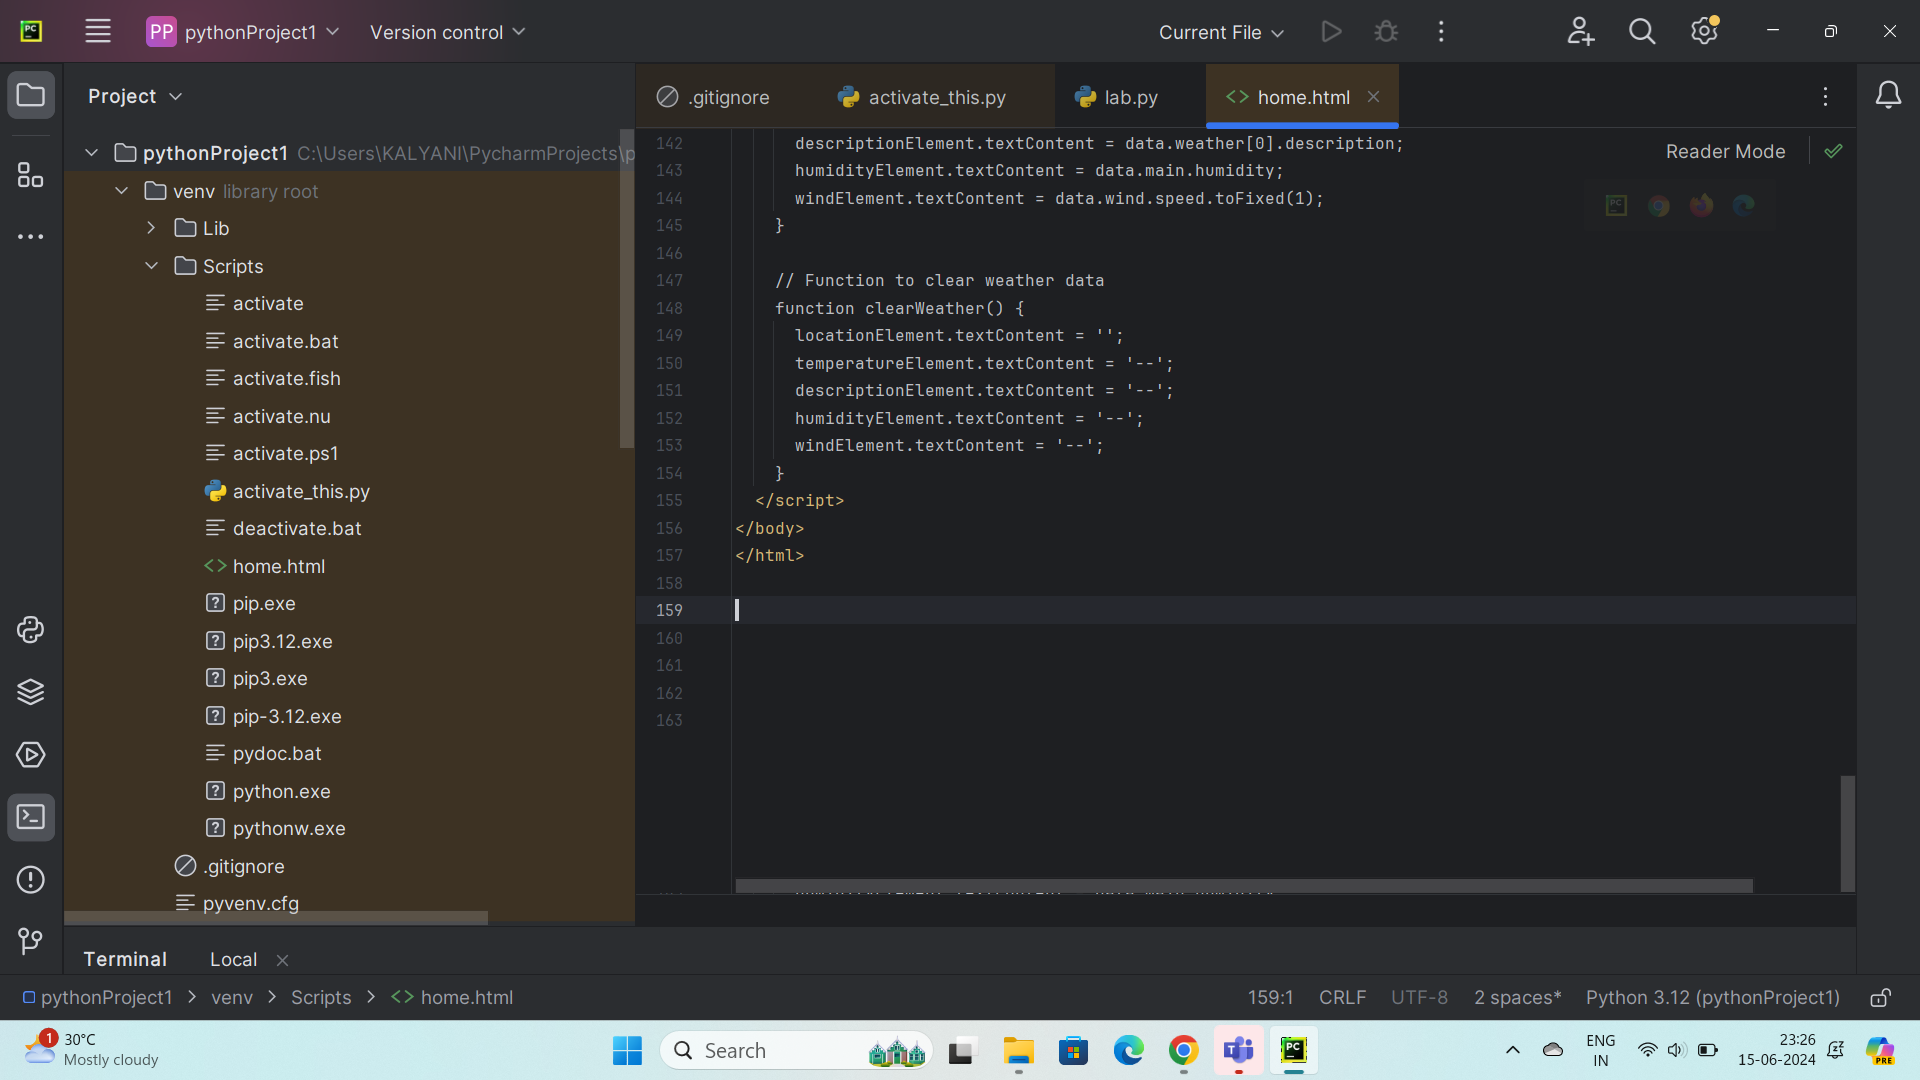 PC
PP pythonProject1
Version control
Current File
Project
.gitignore
activate_this.py
lab.py
<> home.html
pythonProject1 C:\Users\KALYANI\PycharmProjects\p
venv library root
Lib
Scripts
activate
activate.bat
activate.fish
activate.nu
activate.ps1
activate_this.py
deactivate.bat
<> home.html
pip.exe
pip3.12.exe
pip3.exe
pip-3.12.exe
pydoc.bat
python.exe
pythonw.exe
.gitignore
pyvenv.cfg
Reader Mode
PC
142 descriptionElement.textContent = data.weather[0].description;
143 humidityElement.textContent = data.main.humidity;
144 windElement.textContent = data.wind.speed.toFixed(1);
145 }
146
147 // Function to clear weather data
148 function clearWeather() {
149 locationElement.textContent = '';
150 temperatureElement.textContent = '--';
151 descriptionElement.textContent = '--';
152 humidityElement.textContent = '--';
153 windElement.textContent = '--';
154 }
155 </script>
156 </body>
157 </html>
158
159
160
161
162
163
Terminal
Local
pythonProject1 > venv > Scripts > <> home.html
159:1
CRLF
UTF-8
2 spaces*
Python 3.12 (pythonProject1)
1
30°C
Mostly cloudy
Search
PC
ENG
IN
23:26
15-06-2024
PRE